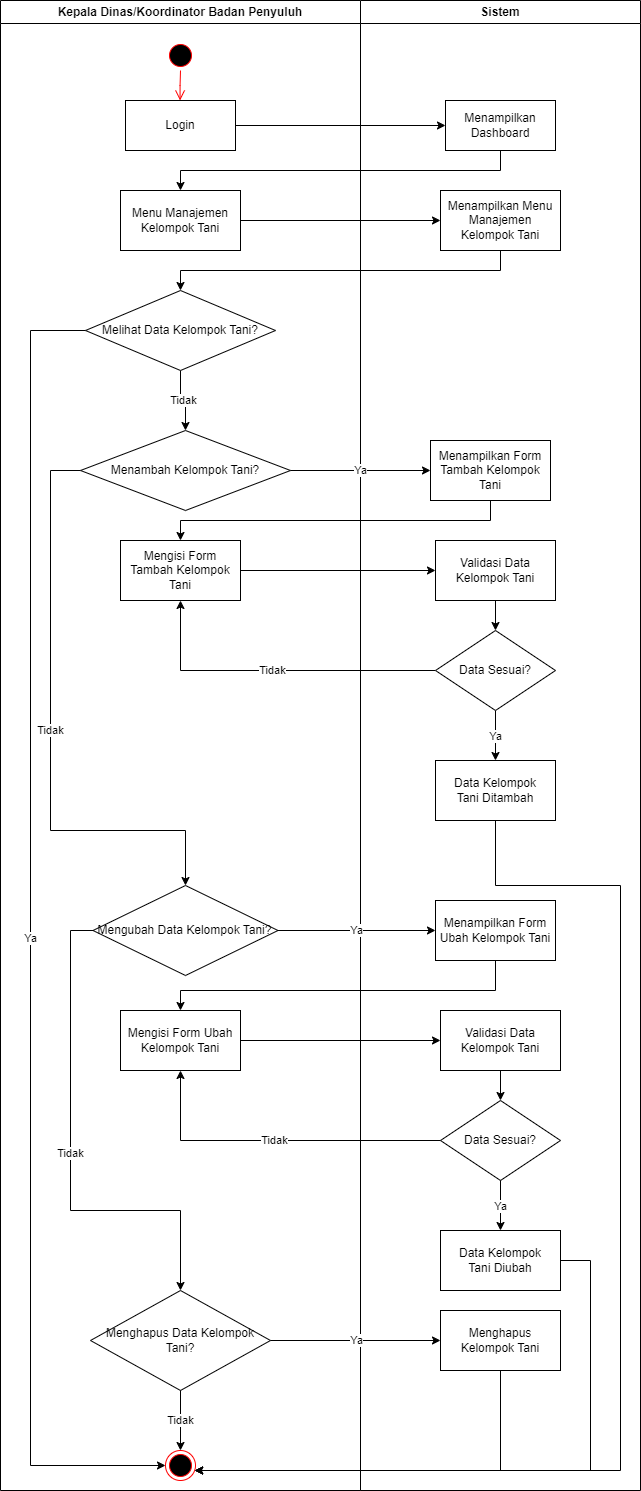 Kepala Dinas/Koordinator Badan Penyuluh
Sistem
Login
Menampilkan
Dashboard
Menu Manajemen
Kelompok Tani
Menampilkan Menu
Manajemen
Kelompok Tani
Melihat Data Kelompok Tani?
Tidak
Menambah Kelompok Tani?
Ya
Menampilkan Form
Tambah Kelompok
Tani
Mengisi Form
Tambah Kelompok
Tani
Validasi Data
Kelompok Tani
Tidak
Data Sesuai?
Tidak
Ya
Data Kelompok
Tani Ditambah
Ya
Mengubah Data Kelompok Tani?
Ya
Menampilkan Form
Ubah Kelompok Tani
Mengisi Form Ubah
Kelompok Tani
Validasi Data
Kelompok Tani
Tidak
Data Sesuai?
Tidak
Ya
Data Kelompok
Tani Diubah
Menghapus Data Kelompok
Tani?
Ya
Menghapus
Kelompok Tani
Tidak